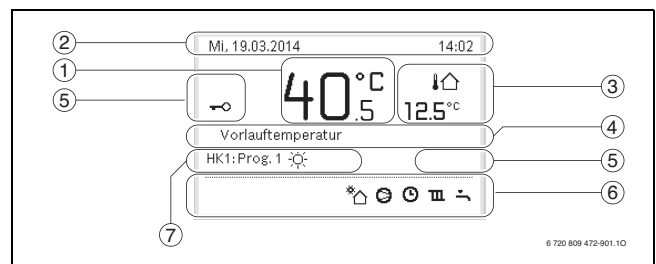 ② Mi, 19.03.2014 14:02
① 40.5 °C
⑤
12.5°C ③
Vorlauftemperatur ④
HK1: Prog. 1 ⑤
⑥
⑦
6 720 809 472-901.1O